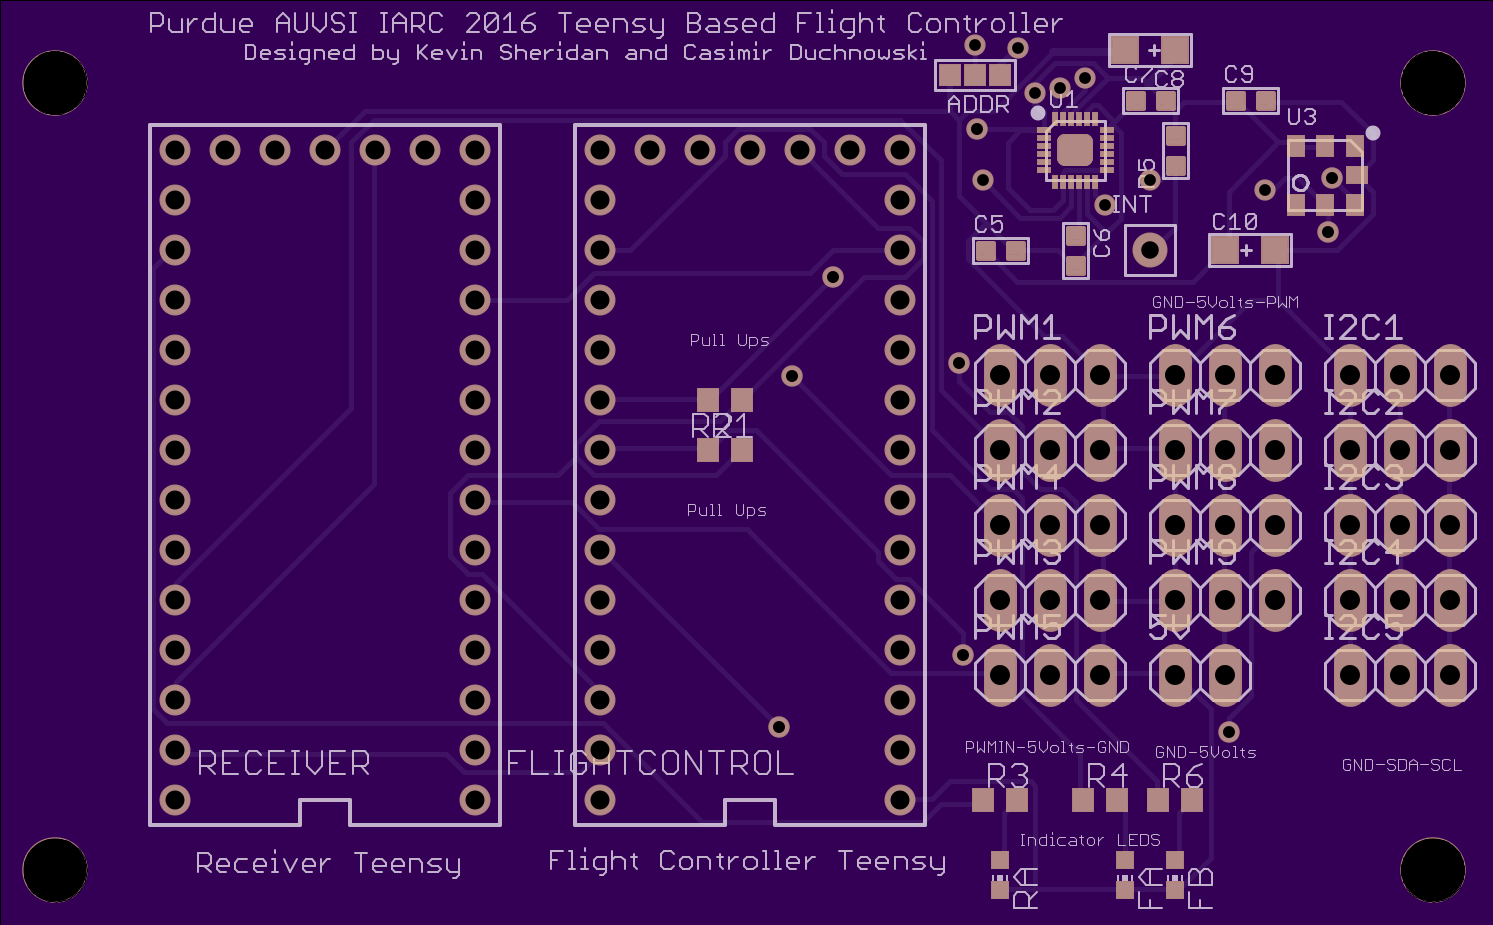 Purdue AUVSI IARC 2016 Teensy Based Flight Controller
Designed by Kevin Sheridan and Casimir Duchnowski
ADDR
U1
C7
C8
C9
U3
INT
C5
C6
C10
GND-5Volts-PWM
PWM1
PWM6
I2C1
Pull Ups
PWM2
PWM7
I2C2
R1
PWM4
PWM8
I2C3
Pull Ups
PWM3
PWM9
I2C4
PWM5
5V
I2C5
RECEIVER
FLIGHTCONTROL
PWMIN-5Volts-GND
GND-5Volts
GND-SDA-SCL
R3
R4
R6
Indicator LEDS
RA
FA
FB
Receiver Teensy
Flight Controller Teensy